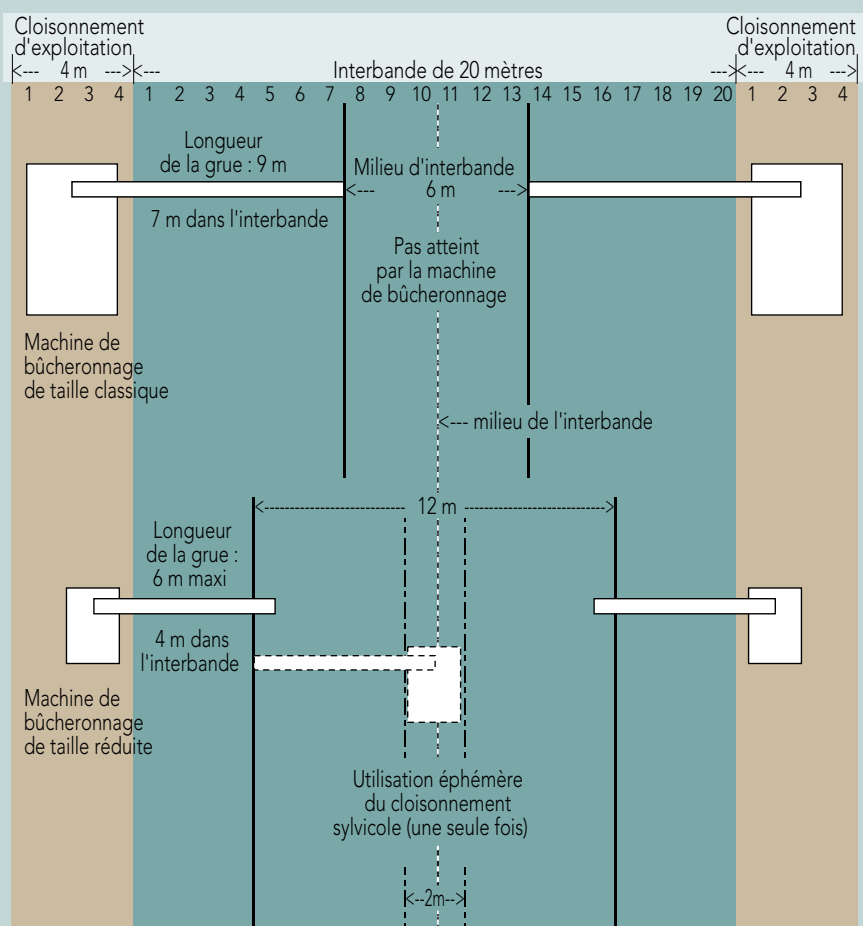 Cloisonnement
d'exploitation
<--- 4 m --->
<--- Interbande de 20 mètres --->
Cloisonnement
d'exploitation
<--- 4 m --->
1 2 3 4 1 2 3 4 5 6 7 8 9 10 11 12 13 14 15 16 17 18 19 20 1 2 3 4
Longueur
de la grue : 9 m
7 m dans l'interbande
Milieu d'interbande
<--- 6 m --->
Pas atteint
par la machine
de bûcheronnage
Machine de
bûcheronnage
de taille classique
<--- milieu de l'interbande
<--- 12 m --->
Longueur
de la grue :
6 m maxi
4 m dans
l'interbande
Machine de
bûcheronnage
de taille réduite
Utilisation éphémère
du cloisonnement
sylvicole (une seule fois)
<--2m-->